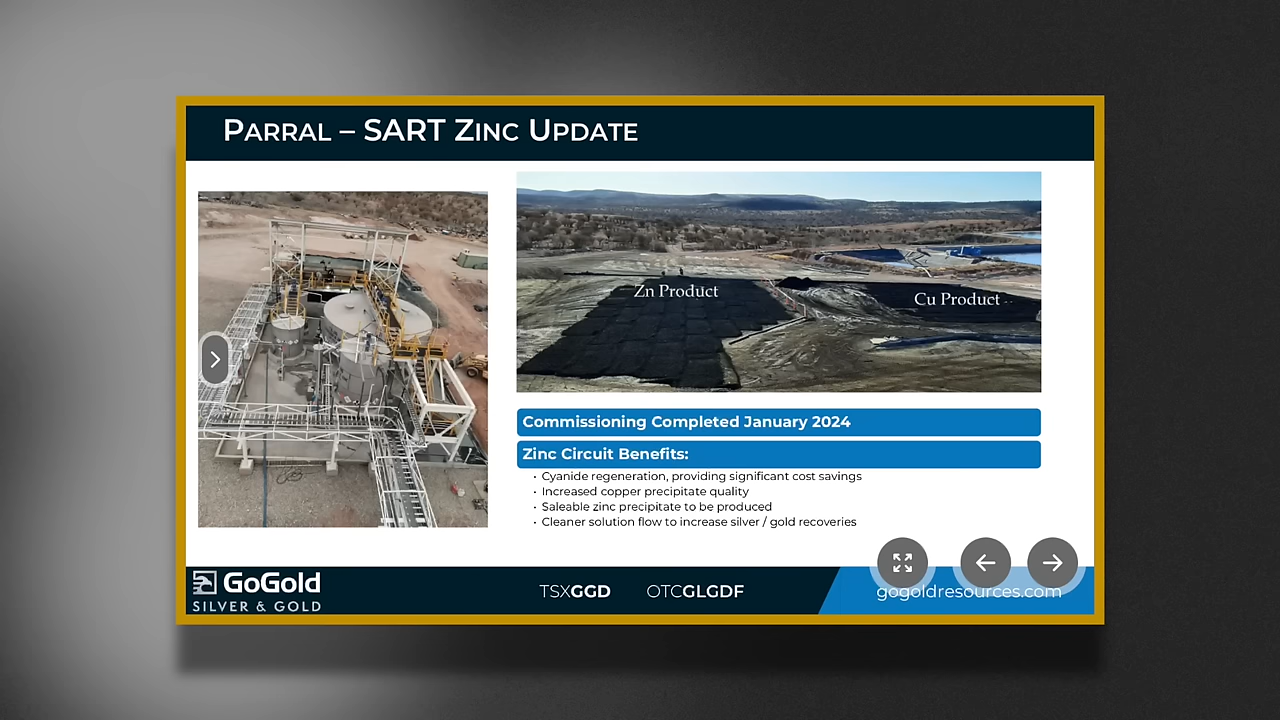 PARRAL – SART ZINC UPDATE
Zn Product
Cu Product
Commissioning Completed January 2024
Zinc Circuit Benefits:
• Cyanide regeneration, providing significant cost savings
• Increased copper precipitate quality
• Saleable zinc precipitate to be produced
• Cleaner solution flow to increase silver / gold recoveries
GoGold
SILVER & GOLD
TSXGGD OTCGLGDF
gogoldresources.com